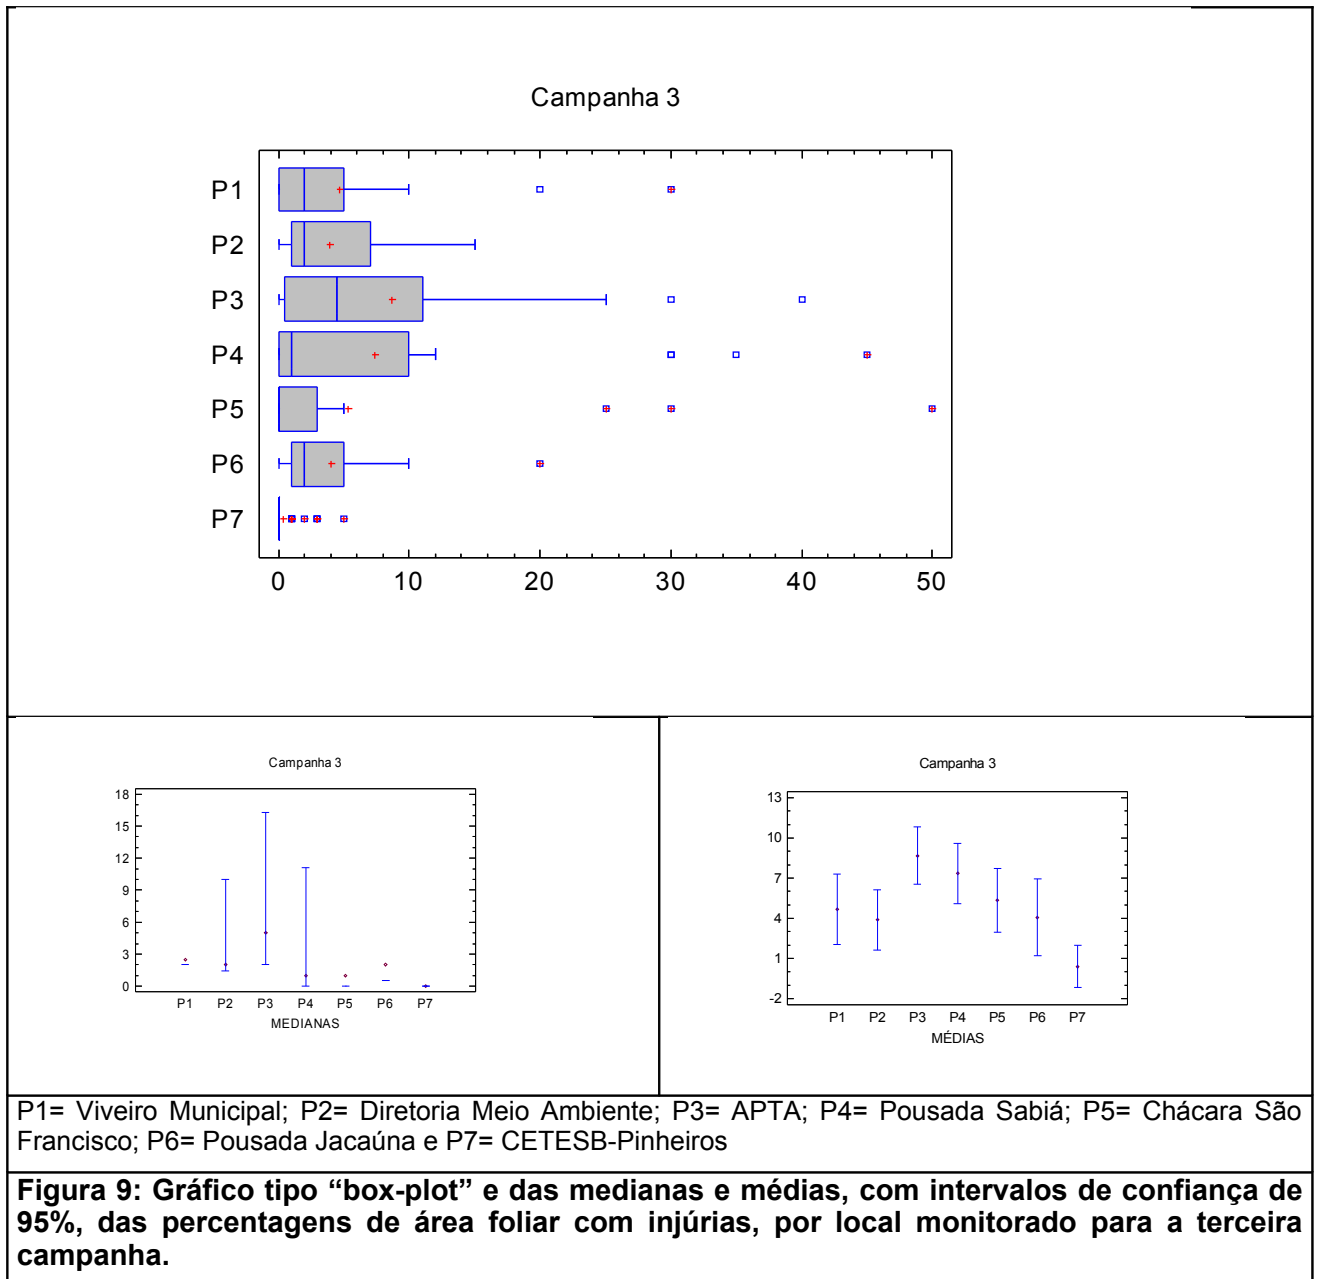 Campanha 3
P1
P2
P3
P4
P5
P6
P7
0 10 20 30 40 50
Campanha 3
18
15
12
9
6
3
0
P1 P2 P3 P4 P5 P6 P7
MEDIANAS
Campanha 3
13
10
7
4
1
-2
P1 P2 P3 P4 P5 P6 P7
MÉDIAS
P1= Viveiro Municipal; P2= Diretoria Meio Ambiente; P3= APTA; P4= Pousada Sabiá; P5= Chácara São
Francisco; P6= Pousada Jacaúna e P7= CETESB-Pinheiros
Figura 9: Gráfico tipo “box-plot” e das medianas e médias, com intervalos de confiança de
95%, das percentagens de área foliar com injúrias, por local monitorado para a terceira
campanha.